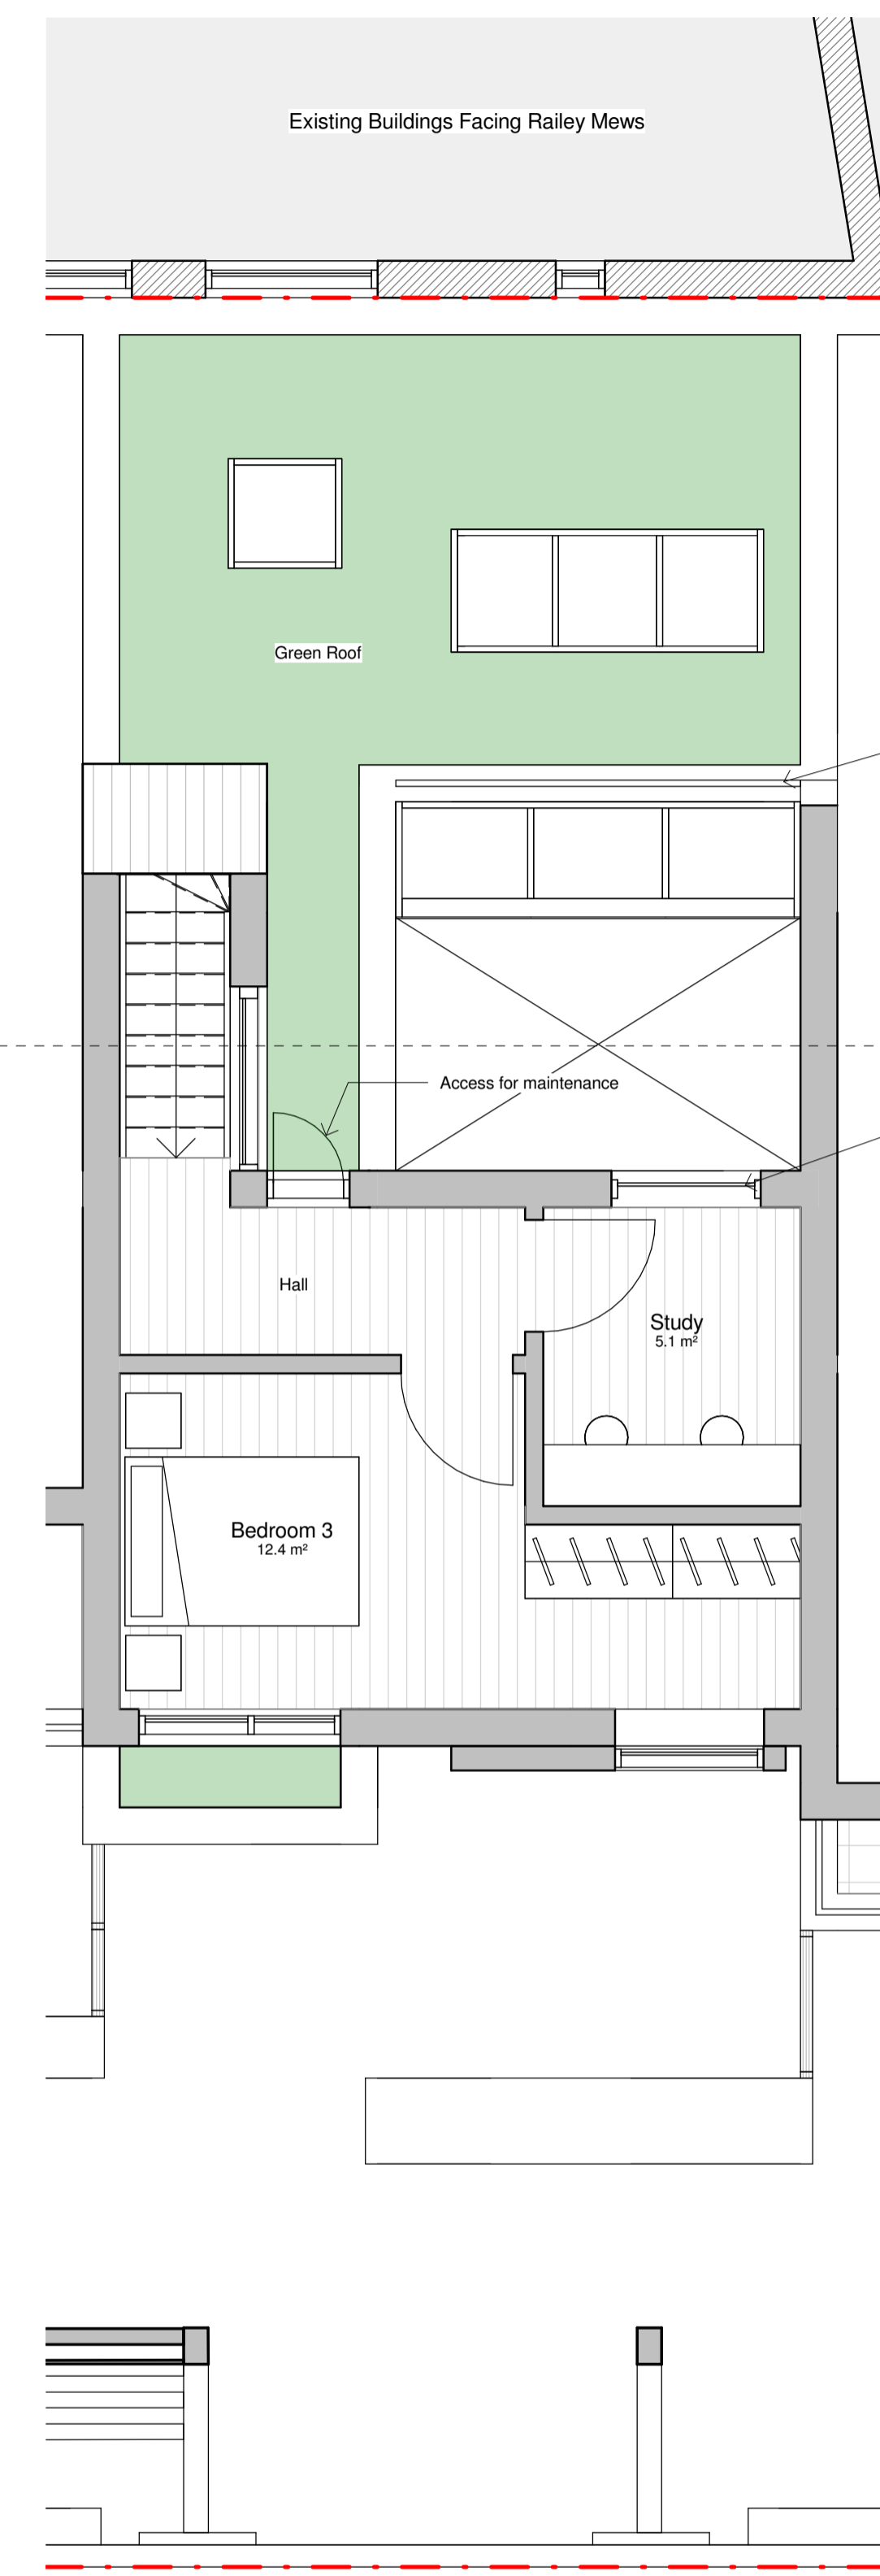 Existing Buildings Facing Railey Mews
Green Roof
Access for maintenance
Hall
Study
5.1 m²
Bedroom 3
12.4 m²